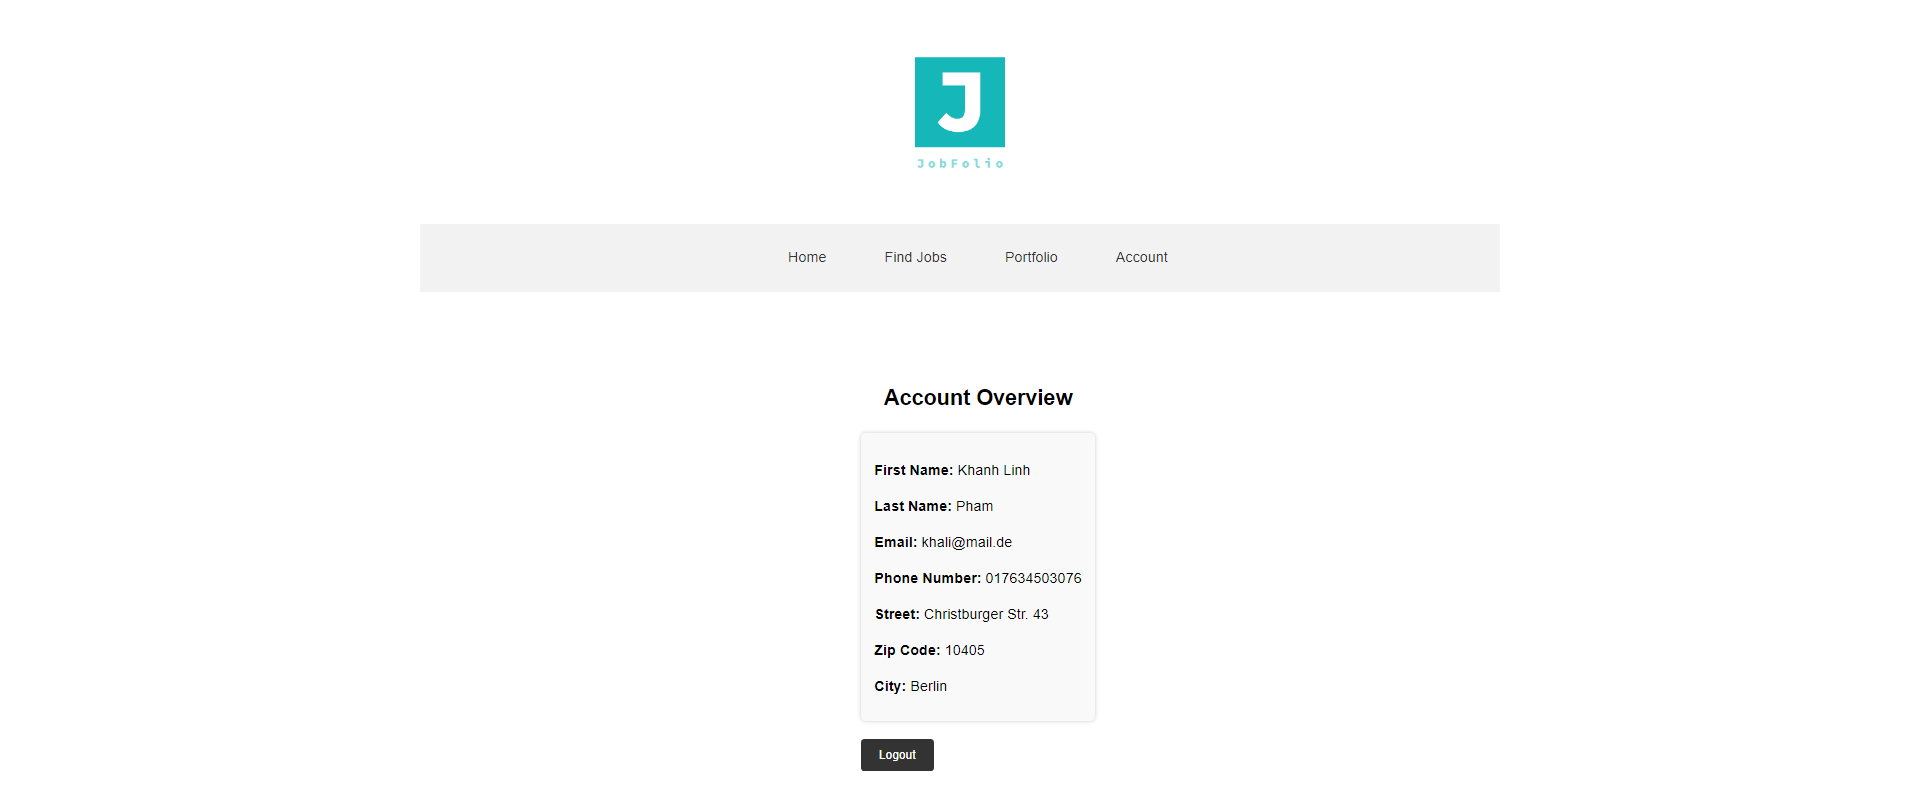 J
JobFolio
Home Find Jobs Portfolio Account
Account Overview
First Name: Khanh Linh
Last Name: Pham
Email: khali@mail.de
Phone Number: 017634503076
Street: Christburger Str. 43
Zip Code: 10405
City: Berlin
Logout